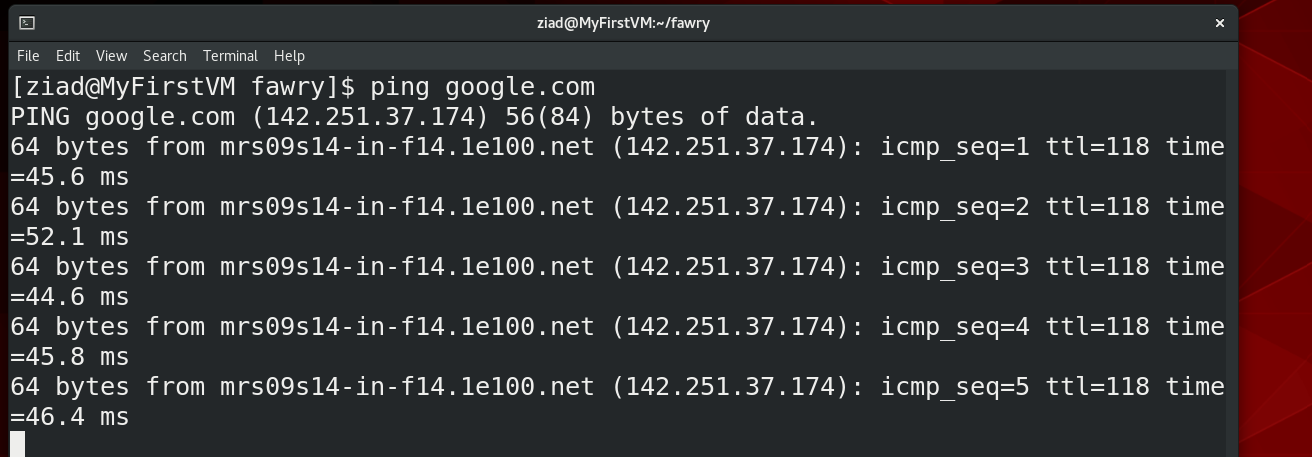 ziad@MyFirstVM:~/fawry
File Edit View Search Terminal Help
[ziad@MyFirstVM fawry]$ ping google.com
PING google.com (142.251.37.174) 56(84) bytes of data.
64 bytes from mrs09s14-in-f14.1e100.net (142.251.37.174): icmp_seq=1 ttl=118 time
=45.6 ms
64 bytes from mrs09s14-in-f14.1e100.net (142.251.37.174): icmp_seq=2 ttl=118 time
=52.1 ms
64 bytes from mrs09s14-in-f14.1e100.net (142.251.37.174): icmp_seq=3 ttl=118 time
=44.6 ms
64 bytes from mrs09s14-in-f14.1e100.net (142.251.37.174): icmp_seq=4 ttl=118 time
=45.8 ms
64 bytes from mrs09s14-in-f14.1e100.net (142.251.37.174): icmp_seq=5 ttl=118 time
=46.4 ms